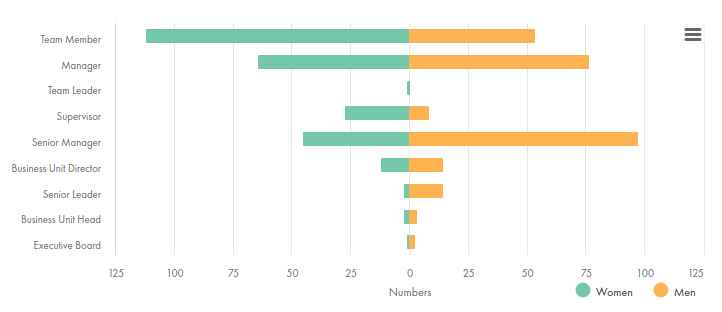 Team Member
Manager
Team Leader
Supervisor
Senior Manager
Business Unit Director
Senior Leader
Business Unit Head
Executive Board
125 100 75 50 25 0 25 50 75 100 125
Numbers
Women Men